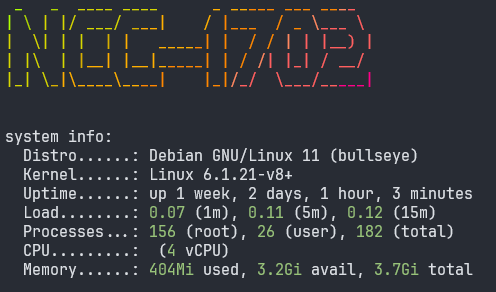 NCC-1702
system info:
Distro......: Debian GNU/Linux 11 (bullseye)
Kernel......: Linux 6.1.21-v8+
Uptime......: up 1 week, 2 days, 1 hour, 3 minutes
Load........: 0.07 (1m), 0.11 (5m), 0.12 (15m)
Processes...: 156 (root), 26 (user), 182 (total)
CPU.........:  (4 vCPU)
Memory......: 404Mi used, 3.2Gi avail, 3.7Gi total